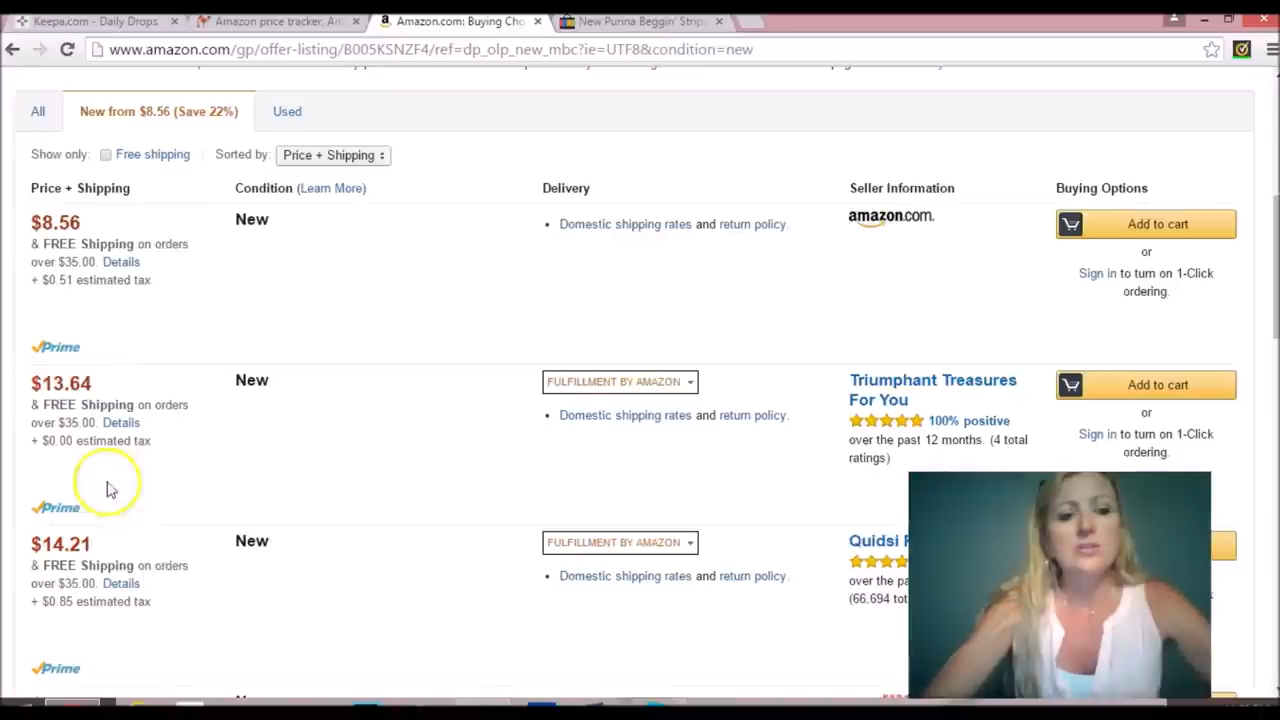 Keepa.com - Daily Drops
Amazon price tracker, Am
Amazon.com: Buying Cho
New Purina Beggin' Strips
www.amazon.com/gp/offer-listing/B005KSNZF4/ref=dp_olp_new_mbc?ie=UTF8&condition=new
All
New from $8.56 (Save 22%)
Used
Show only: Free shipping Sorted by: Price + Shipping
Price + Shipping Condition (Learn More) Delivery Seller Information Buying Options
$8.56
& FREE Shipping on orders
over $35.00. Details
+ $0.51 estimated tax
Prime
New
• Domestic shipping rates and return policy.
amazon.com.
Add to cart
or
Sign in to turn on 1-Click
ordering.
$13.64
& FREE Shipping on orders
over $35.00. Details
+ $0.00 estimated tax
Prime
New
FULFILLMENT BY AMAZON
• Domestic shipping rates and return policy.
Triumphant Treasures
For You
100% positive
over the past 12 months. (4 total
ratings)
Add to cart
or
Sign in to turn on 1-Click
ordering.
$14.21
& FREE Shipping on orders
over $35.00. Details
+ $0.85 estimated tax
Prime
New
FULFILLMENT BY AMAZON
• Domestic shipping rates and return policy.
Quidsi
over the
(66,694